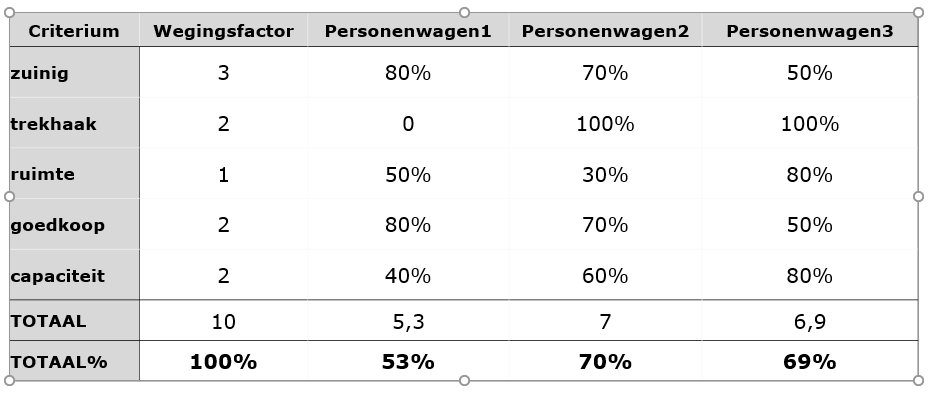 Criterium Wegingsfactor Personenwagen1 Personenwagen2 Personenwagen3
zuinig 3 80% 70% 50%
trekhaak 2 0 100% 100%
ruimte 1 50% 30% 80%
goedkoop 2 80% 70% 50%
capaciteit 2 40% 60% 80%
TOTAAL 10 5,3 7 6,9
TOTAAL% 100% 53% 70% 69%